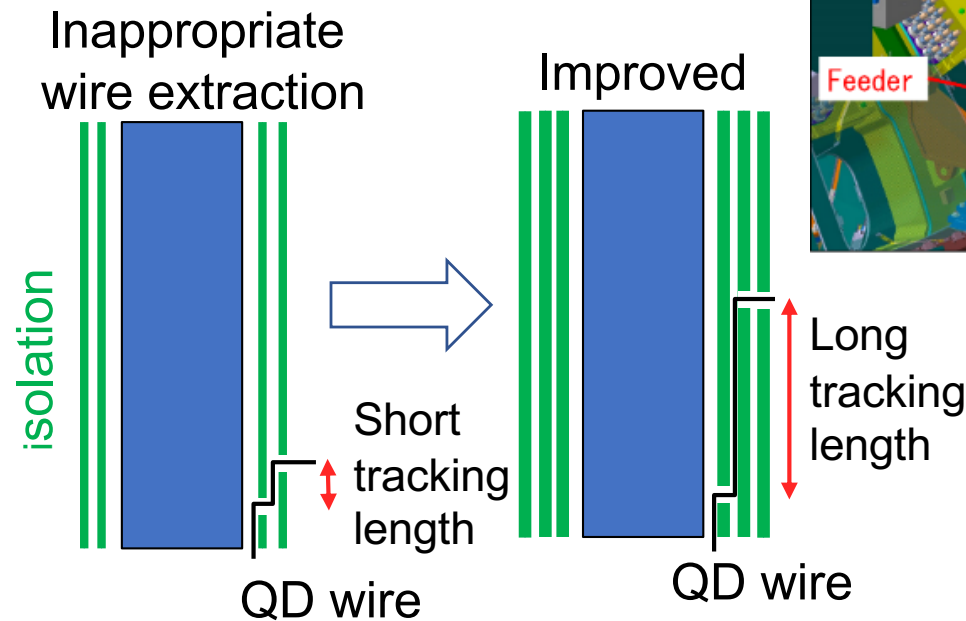 Inappropriate
wire extraction
Improved
Feeder
isolation
Short
tracking
length
Long
tracking
length
QD wire
QD wire